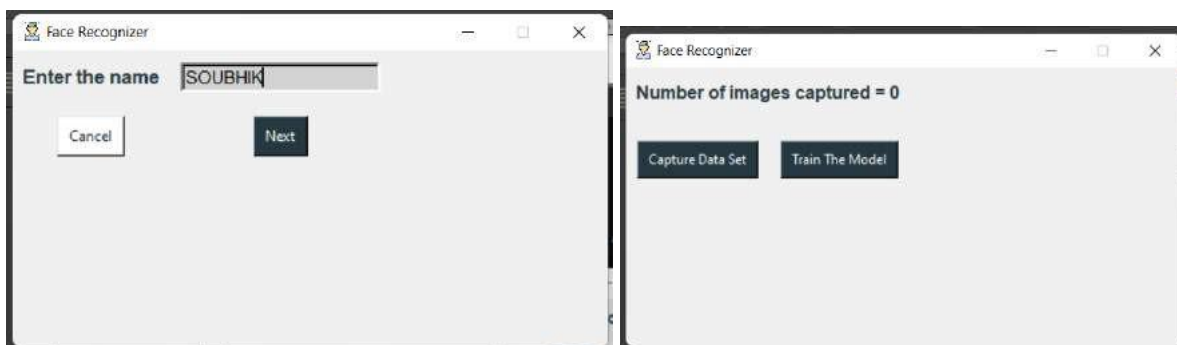 Face Recognizer
Enter the name SOUBHIK
Cancel Next
Face Recognizer
Number of images captured = 0
Capture Data Set Train The Model